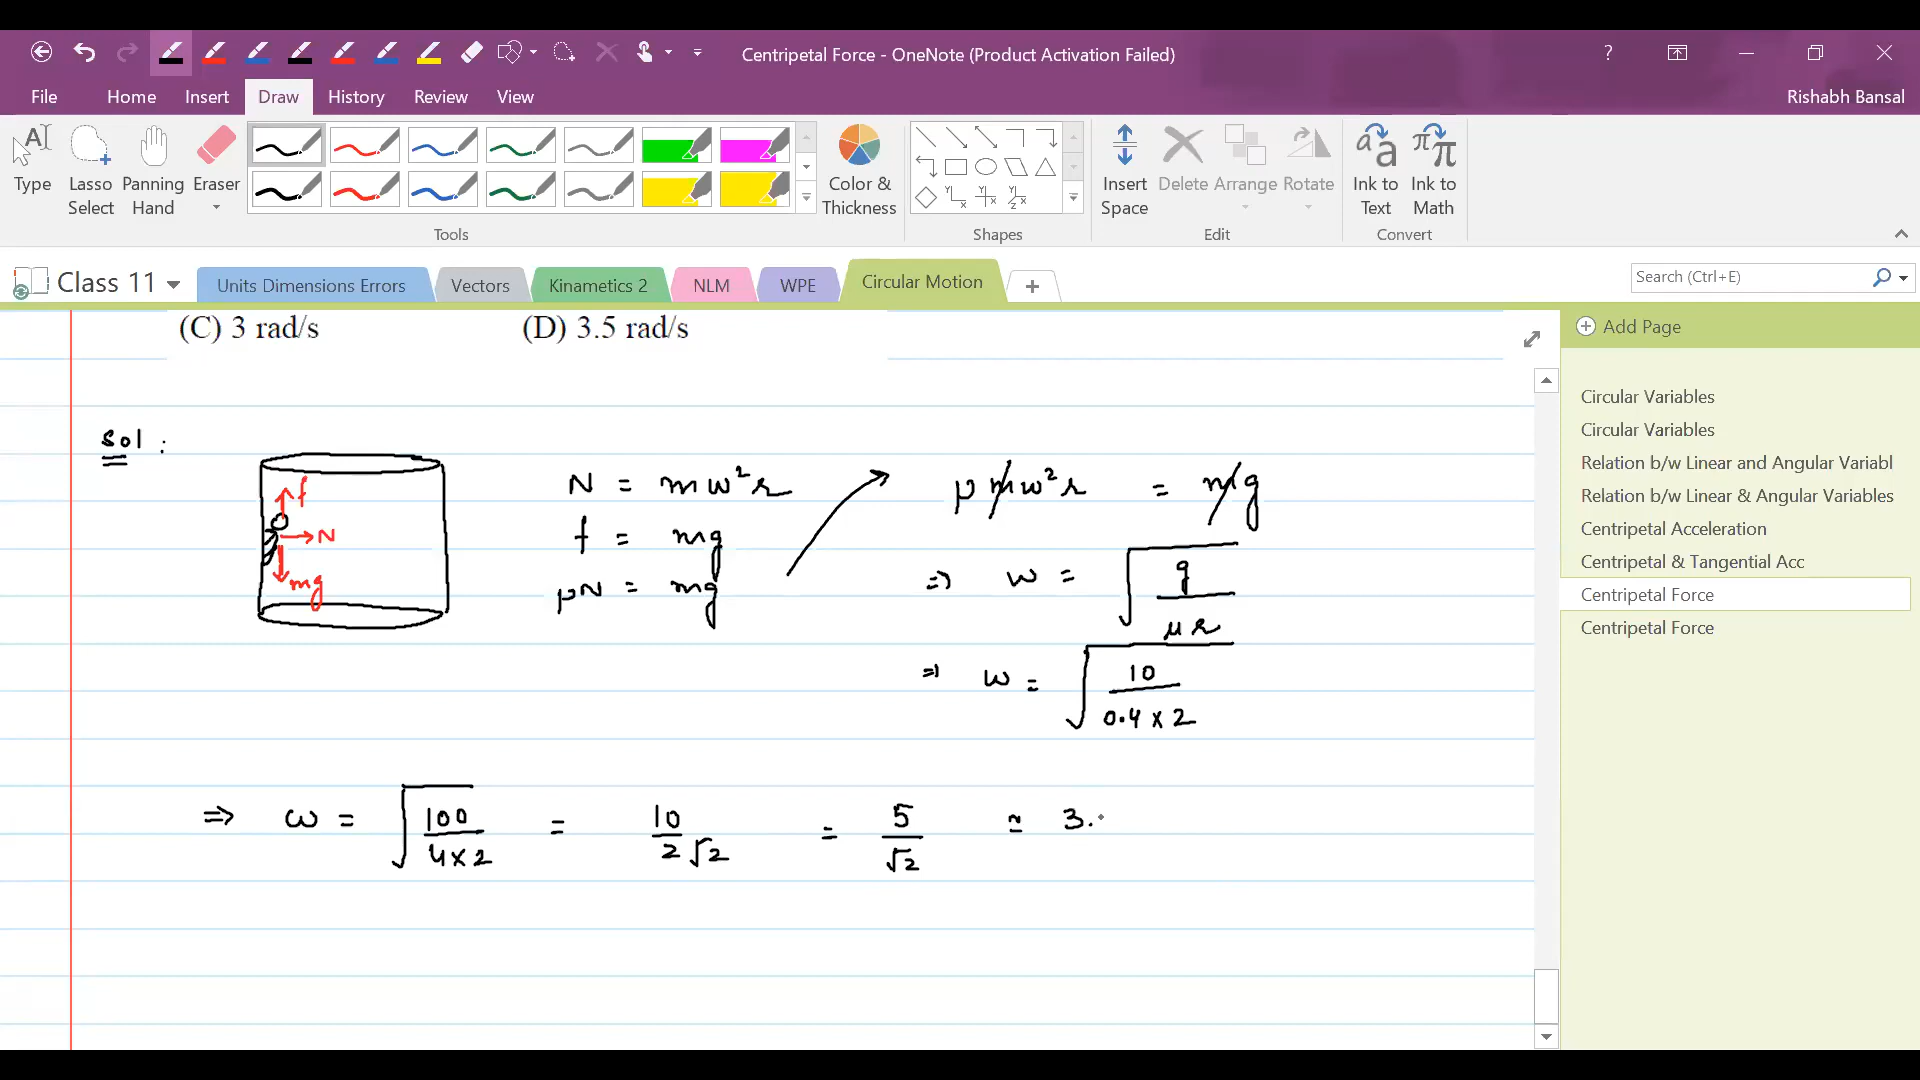 Centripetal Force - OneNote (Product Activation Failed)
?
File Home Insert Draw History Review View
Rishabh Bansal
Type
Lasso Select
Panning Hand
Eraser
Color & Thickness
Insert Space
Delete
Arrange
Rotate
Ink to Text
Ink to Math
Tools
Shapes
Edit
Convert
Class 11
Units Dimensions Errors
Vectors
Kinametics 2
NLM
WPE
Circular Motion
+
Search (Ctrl+E)
Add Page
Circular Variables
Circular Variables
Relation b/w Linear and Angular Variabl
Relation b/w Linear & Angular Variables
Centripetal Acceleration
Centripetal & Tangential Acc
Centripetal Force
Centripetal Force
(C) 3 rad/s (D) 3.5 rad/s
Sol :
f
N
mg
N = mw²r
f = mg
μN = mg
μmw²r = mg
=> w = √(g/μr)
=> w = √(10/0.4×2)
=> ω = √(100/4×2) = 10/2√2 = 5/√2 ≈ 3.